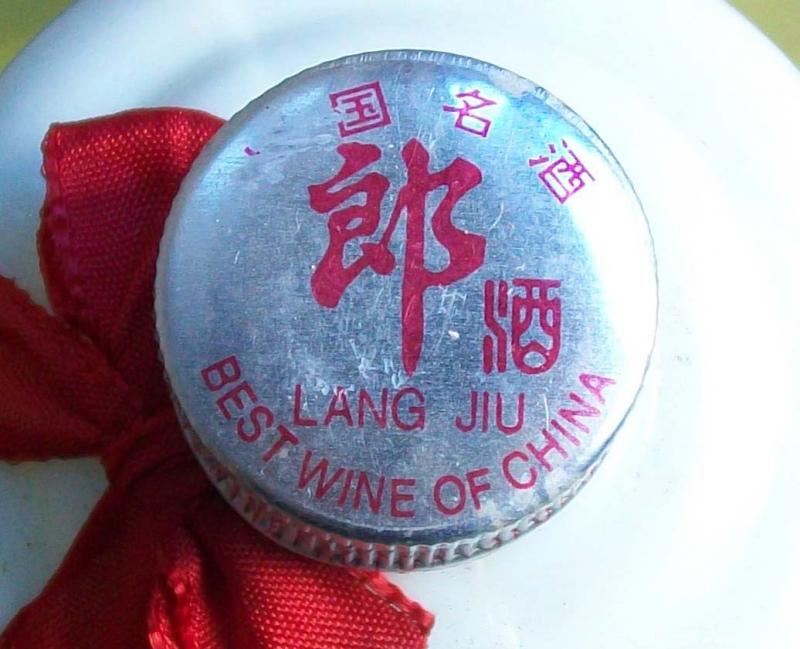 国名酒
郎酒
LANG JIU
BEST WINE OF CHINA